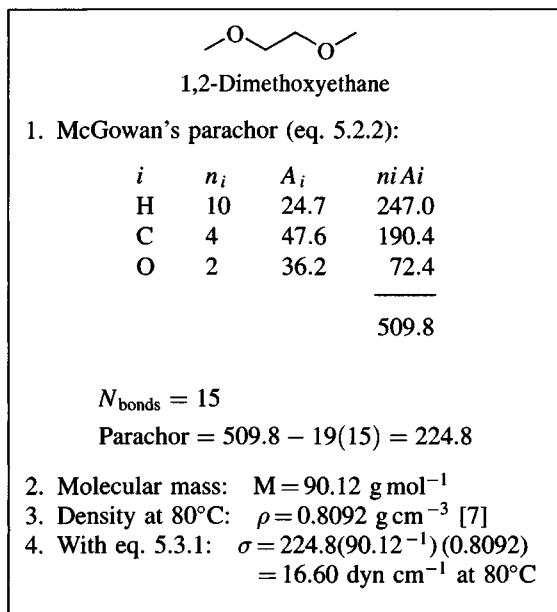 O
O
1,2-Dimethoxyethane
1. McGowan's parachor (eq. 5.2.2):
i nᵢ Aᵢ niAi
H 10 24.7 247.0
C 4 47.6 190.4
O 2 36.2 72.4
509.8
N_bonds = 15
Parachor = 509.8 − 19(15) = 224.8
2. Molecular mass: M = 90.12 g mol⁻¹
3. Density at 80°C: ρ = 0.8092 g cm⁻³ [7]
4. With eq. 5.3.1: σ = 224.8(90.12⁻¹)(0.8092)
= 16.60 dyn cm⁻¹ at 80°C